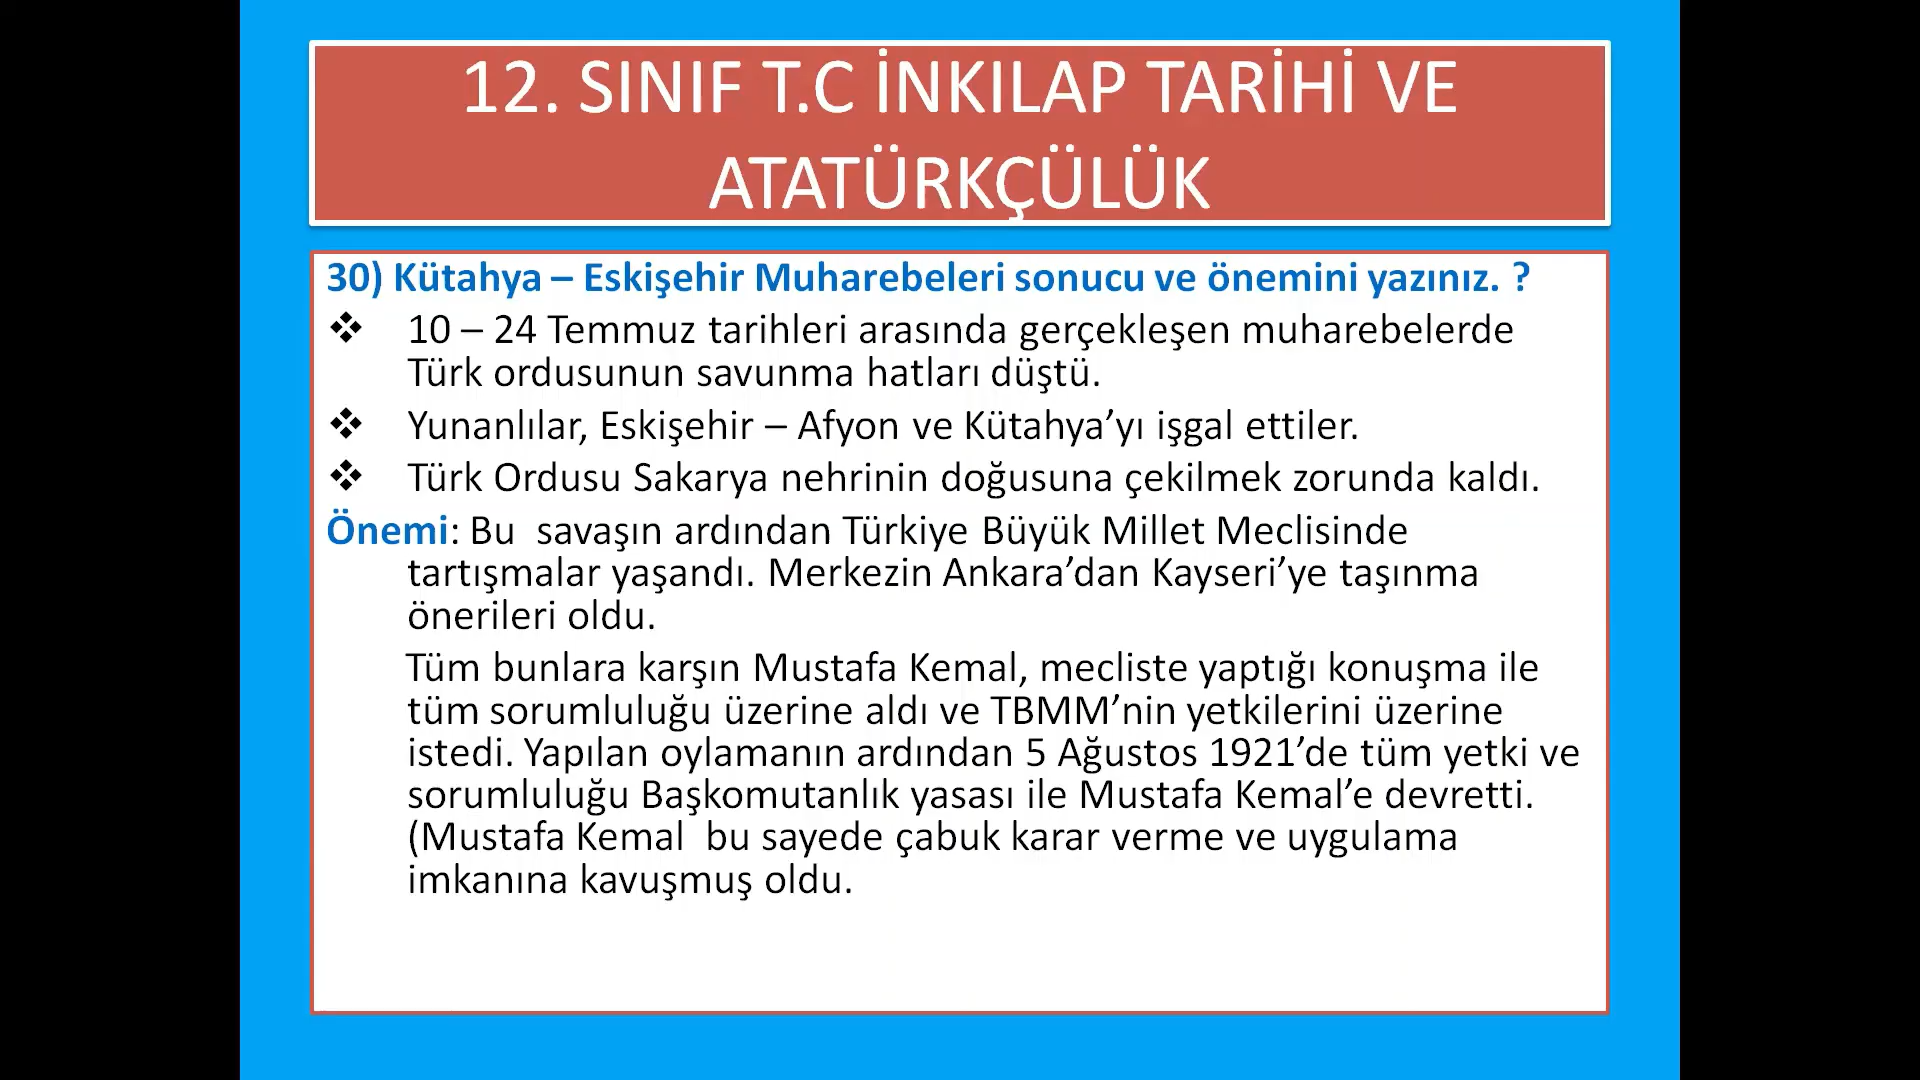 12. SINIF T.C İNKILAP TARİHİ VE
ATATÜRKÇÜLÜK
30) Kütahya – Eskişehir Muharebeleri sonucu ve önemini yazınız. ?
❖ 10 – 24 Temmuz tarihleri arasında gerçekleşen muharebelerde
Türk ordusunun savunma hatları düştü.
❖ Yunanlılar, Eskişehir – Afyon ve Kütahya’yı işgal ettiler.
❖ Türk Ordusu Sakarya nehrinin doğusuna çekilmek zorunda kaldı.
Önemi: Bu  savaşın ardından Türkiye Büyük Millet Meclisinde
tartışmalar yaşandı. Merkezin Ankara’dan Kayseri’ye taşınma
önerileri oldu.
Tüm bunlara karşın Mustafa Kemal, mecliste yaptığı konuşma ile
tüm sorumluluğu üzerine aldı ve TBMM’nin yetkilerini üzerine
istedi. Yapılan oylamanın ardından 5 Ağustos 1921’de tüm yetki ve
sorumluluğu Başkomutanlık yasası ile Mustafa Kemal’e devretti.
(Mustafa Kemal  bu sayede çabuk karar verme ve uygulama
imkanına kavuşmuş oldu.